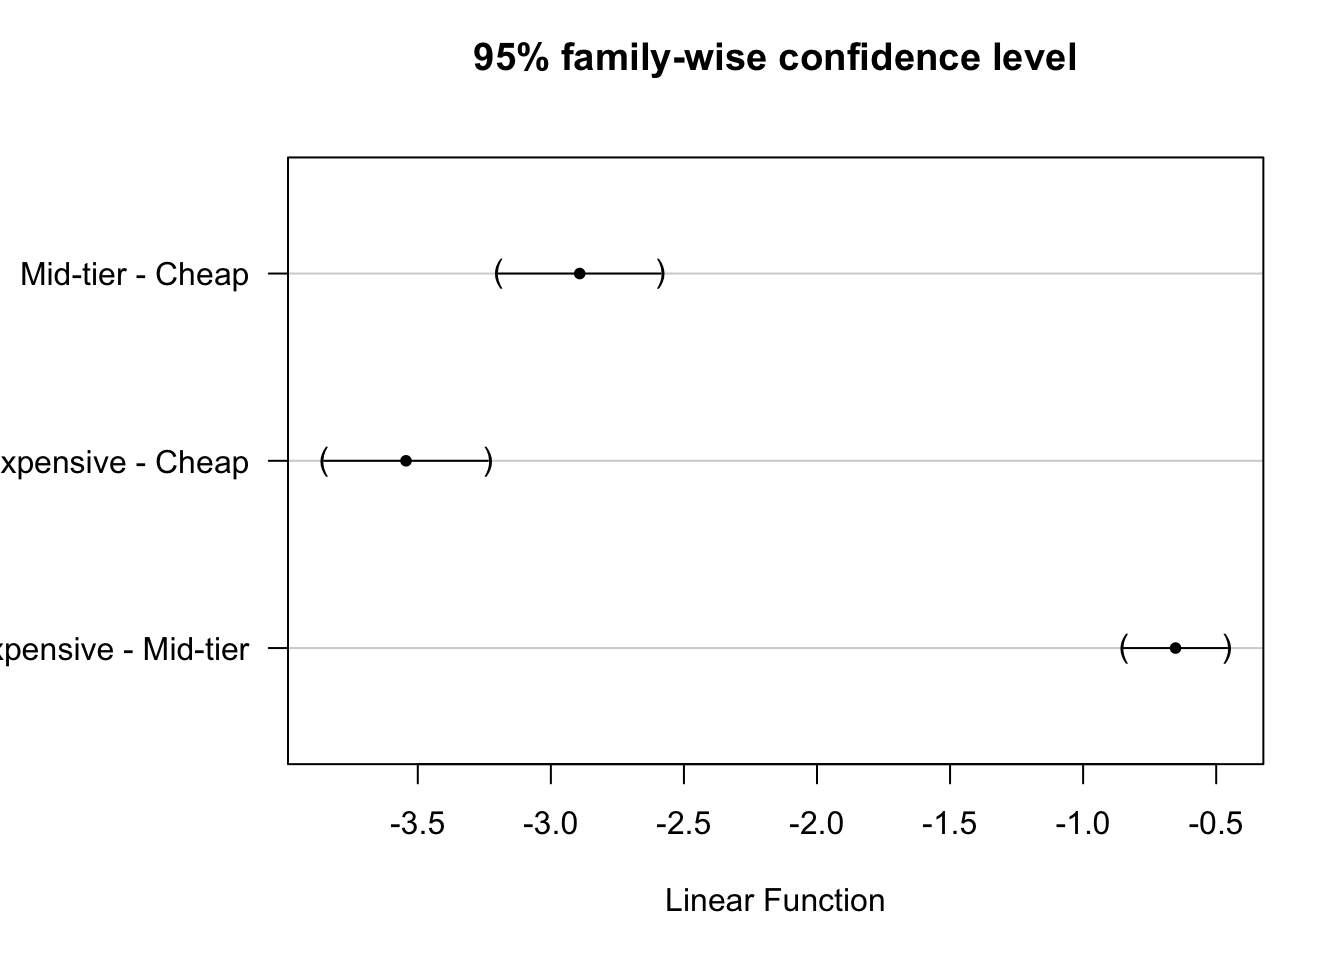 95% family-wise confidence level
Mid-tier - Cheap
xpensive - Cheap
xpensive - Mid-tier
-3.5 -3.0 -2.5 -2.0 -1.5 -1.0 -0.5
Linear Function